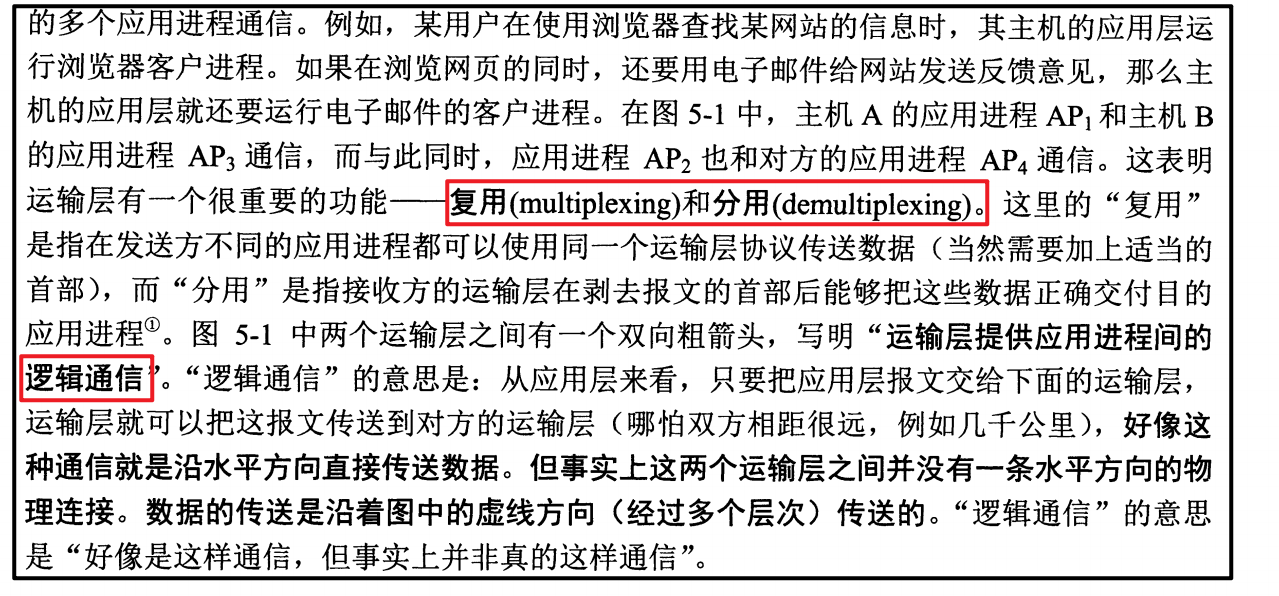 的多个应用进程通信。例如，某用户在使用浏览器查找某网站的信息时，其主机的应用层运
行浏览器客户进程。如果在浏览网页的同时，还要用电子邮件给网站发送反馈意见，那么主
机的应用层就还要运行电子邮件的客户进程。在图 5-1 中，主机 A 的应用进程 AP₁ 和主机 B
的应用进程 AP₃ 通信，而与此同时，应用进程 AP₂ 也和对方的应用进程 AP₄ 通信。这表明
运输层有一个很重要的功能——复用(multiplexing)和分用(demultiplexing)。这里的“复用”
是指在发送方不同的应用进程都可以使用同一个运输层协议传送数据（当然需要加上适当的
首部），而“分用”是指接收方的运输层在剥去报文的首部后能够把这些数据正确交付目的
应用进程①。图 5-1 中两个运输层之间有一个双向粗箭头，写明“运输层提供应用进程间的
逻辑通信”。“逻辑通信”的意思是：从应用层来看，只要把应用层报文交给下面的运输层，
运输层就可以把这报文传送到对方的运输层（哪怕双方相距很远，例如几千公里），好像这
种通信就是沿水平方向直接传送数据。但事实上这两个运输层之间并没有一条水平方向的物
理连接。数据的传送是沿着图中的虚线方向（经过多个层次）传送的。“逻辑通信”的意思
是“好像是这样通信，但事实上并非真的这样通信”。